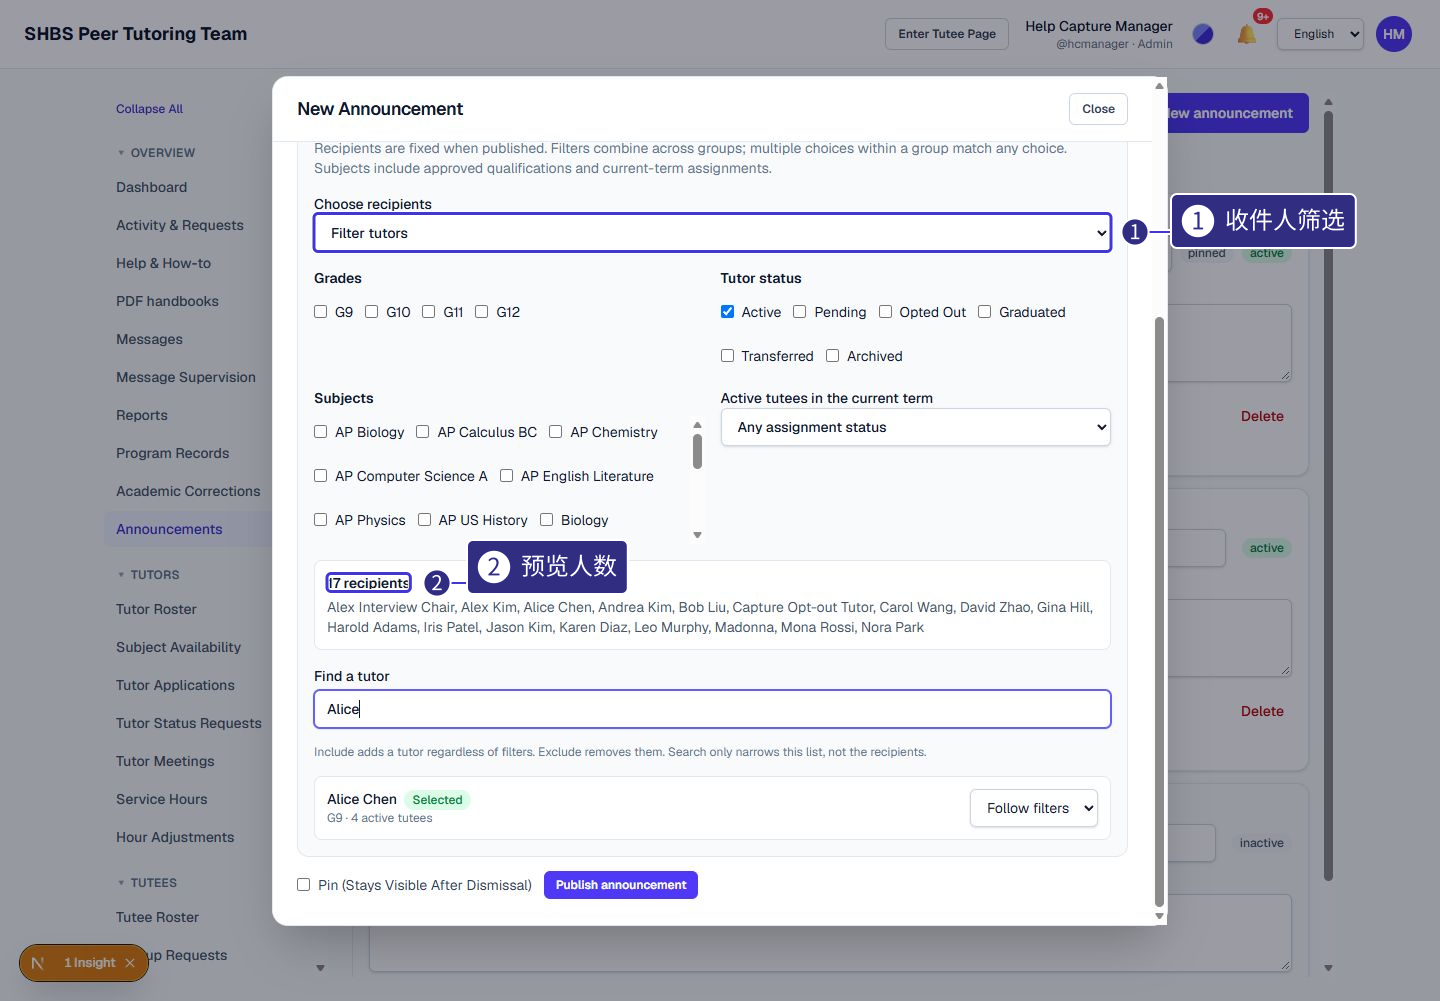 SHBS Peer Tutoring Team
Enter Tutee Page
Help Capture Manager
@hcmanager · Admin
9+
English
HM
Collapse All
OVERVIEW
Dashboard
Activity & Requests
Help & How-to
PDF handbooks
Messages
Message Supervision
Reports
Program Records
Academic Corrections
Announcements
TUTORS
Tutor Roster
Subject Availability
Tutor Applications
Tutor Status Requests
Tutor Meetings
Service Hours
Hour Adjustments
TUTEES
Tutee Roster
up Requests
N 1 Insight ×
New Announcement
Close
Recipients are fixed when published. Filters combine across groups; multiple choices within a group match any choice.
Subjects include approved qualifications and current-term assignments.
Choose recipients
Filter tutors
1
1 收件人筛选
Grades
G9 G10 G11 G12
Tutor status
Active Pending Opted Out Graduated
Transferred Archived
Subjects
AP Biology AP Calculus BC AP Chemistry
AP Computer Science A AP English Literature
AP Physics AP US History Biology
Active tutees in the current term
Any assignment status
17 recipients
2
2 预览人数
Alex Interview Chair, Alex Kim, Alice Chen, Andrea Kim, Bob Liu, Capture Opt-out Tutor, Carol Wang, David Zhao, Gina Hill,
Harold Adams, Iris Patel, Jason Kim, Karen Diaz, Leo Murphy, Madonna, Mona Rossi, Nora Park
Find a tutor
Alice
Include adds a tutor regardless of filters. Exclude removes them. Search only narrows this list, not the recipients.
Alice Chen Selected
G9 · 4 active tutees
Follow filters
Pin (Stays Visible After Dismissal)
Publish announcement
New announcement
pinned active
Delete
active
Delete
inactive